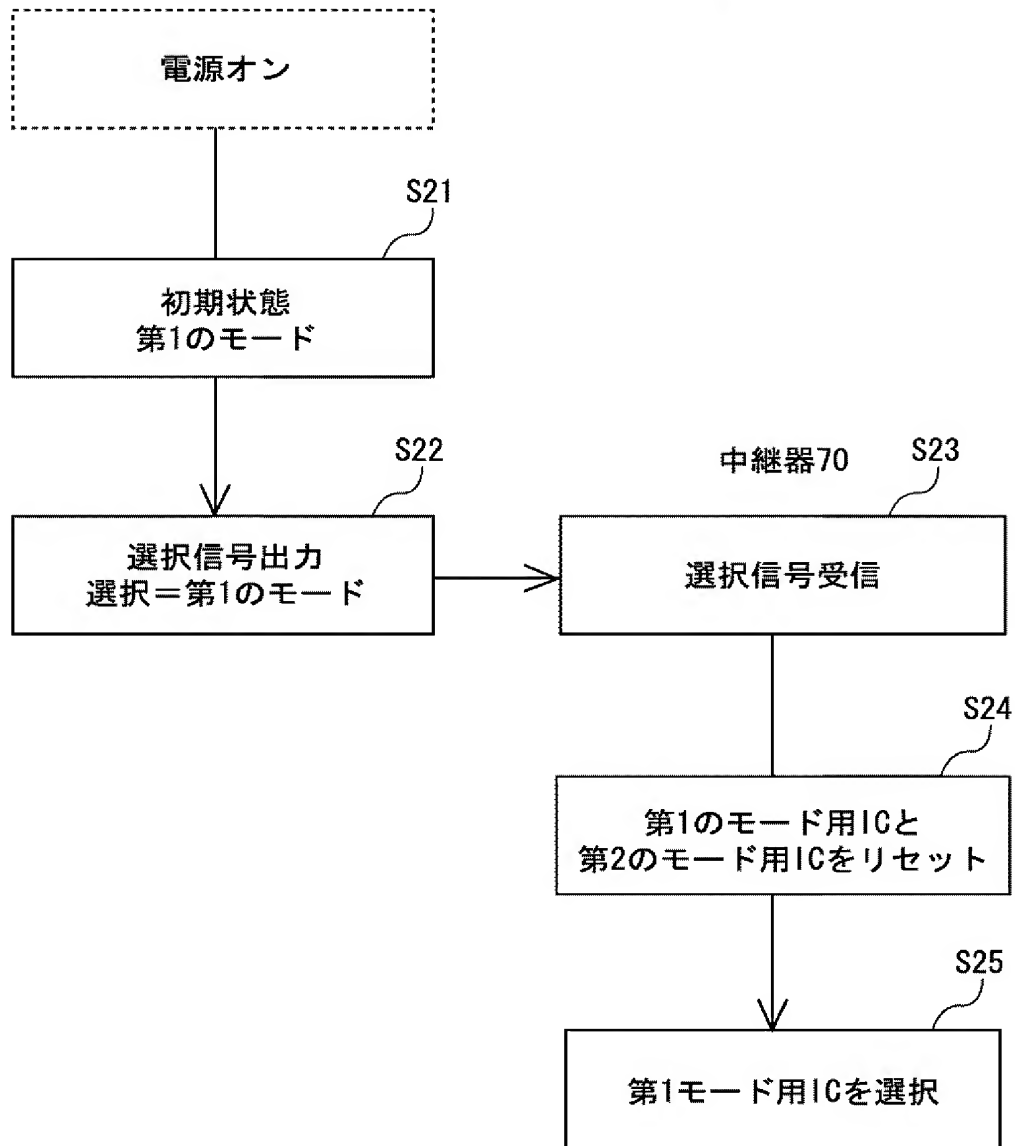 電源オン
S21
初期状態
第1のモード
S22
選択信号出力
選択＝第1のモード
中継器70
S23
選択信号受信
S24
第1のモード用ICと
第2のモード用ICをリセット
S25
第1モード用ICを選択